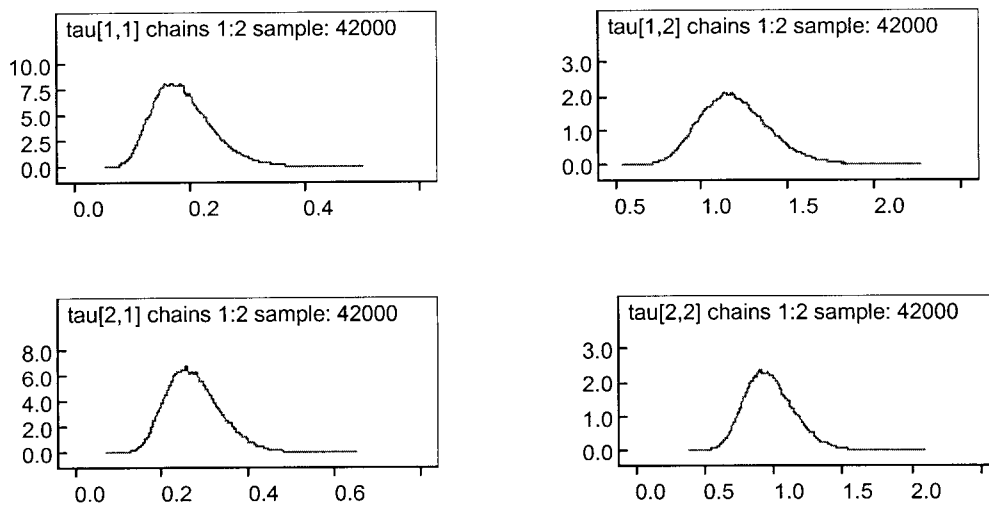 tau[1,1] chains 1:2 sample: 42000
10.0
7.5
5.0
2.5
0.0
0.0 0.2 0.4
tau[1,2] chains 1:2 sample: 42000
3.0
2.0
1.0
0.0
0.5 1.0 1.5 2.0
tau[2,1] chains 1:2 sample: 42000
8.0
6.0
4.0
2.0
0.0
0.0 0.2 0.4 0.6
tau[2,2] chains 1:2 sample: 42000
3.0
2.0
1.0
0.0
0.0 0.5 1.0 1.5 2.0